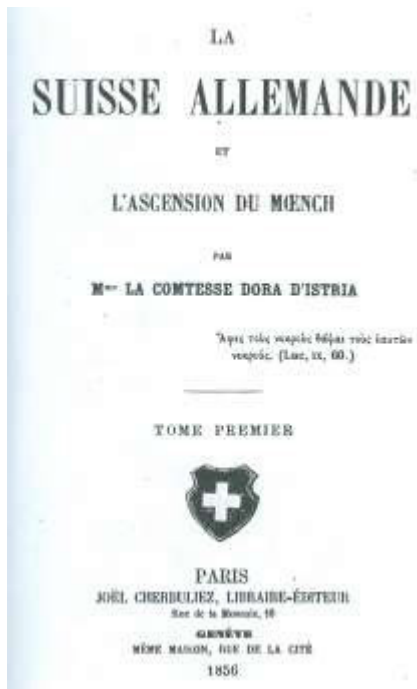 LA
SUISSE ALLEMANDE
ET
L'ASCENSION DU MŒNCH
PAR
Mme LA COMTESSE DORA D'ISTRIA
Ἄφες τοὺς νεκροὺς θάψαι τοὺς ἑαυτῶν
νεκρούς. (Luc, IX, 60.)
TOME PREMIER
PARIS
JOËL CHERBULIEZ, LIBRAIRE-ÉDITEUR
Rue de la Monnaie, 10
GENÈVE
MÊME MAISON, RUE DE LA CITÉ
1856